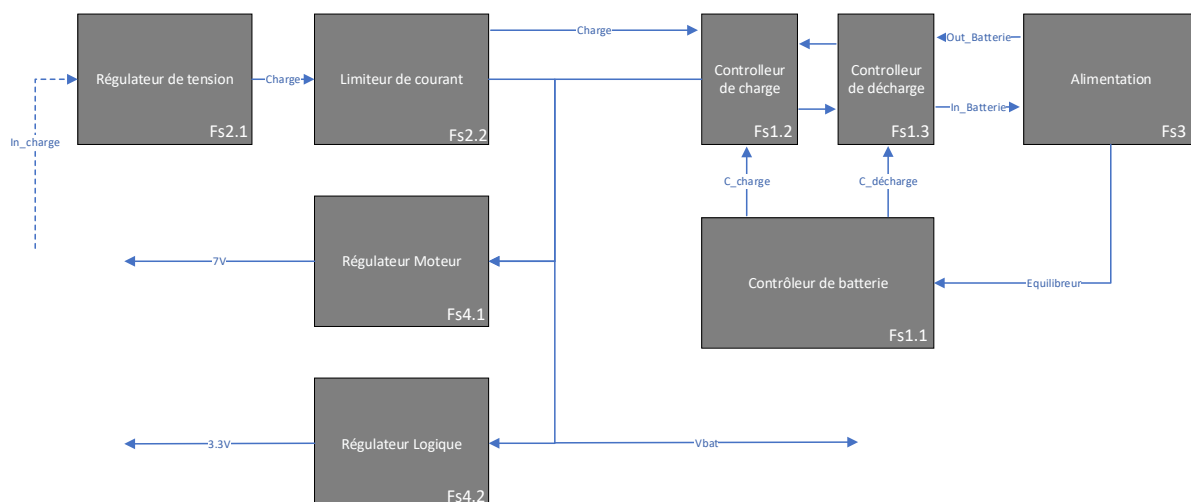 Charge
Out_Batterie
Régulateur de tension
Charge
Limiteur de courant
Controlleur
de charge
Controlleur
de décharge
Alimentation
In_Batterie
Fs2.1
Fs2.2
Fs1.2
Fs1.3
Fs3
In_charge
C_charge
C_décharge
7V
Régulateur Moteur
Fs4.1
Contrôleur de batterie
Equilibreur
Fs1.1
3.3V
Régulateur Logique
Vbat
Fs4.2